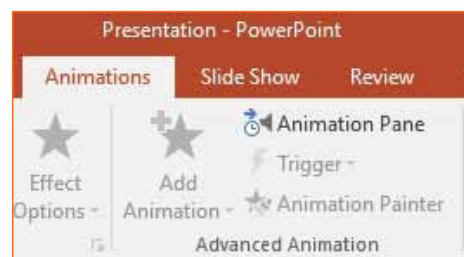 Presentation - PowerPoint
Animations Slide Show Review
Animation Pane
Trigger
Animation Painter
Effect
Options
Add
Animation
Advanced Animation